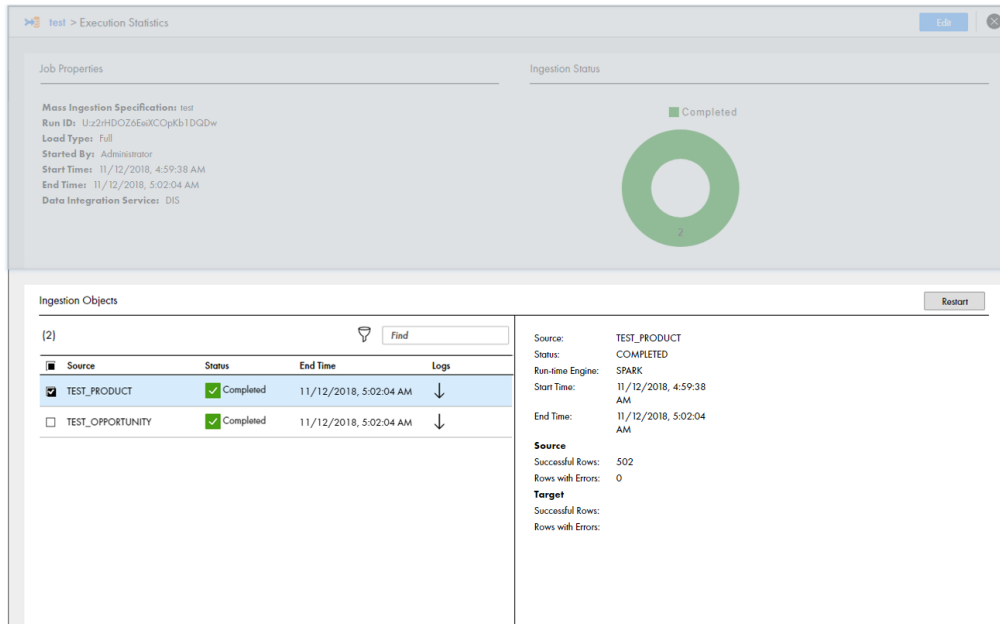 test > Execution Statistics
Edit
Job Properties
Mass Ingestion Specification: test
Run ID: U:z2rHDOZ6EeiXCOpKb1DQDw
Load Type: Full
Started By: Administrator
Start Time: 11/12/2018, 4:59:38 AM
End Time: 11/12/2018, 5:02:04 AM
Data Integration Service: DIS
Ingestion Status
Completed
2
Ingestion Objects
Restart
(2)
Find
Source Status End Time Logs
TEST_PRODUCT Completed 11/12/2018, 5:02:04 AM
TEST_OPPORTUNITY Completed 11/12/2018, 5:02:04 AM
Source: TEST_PRODUCT
Status: COMPLETED
Run-time Engine: SPARK
Start Time: 11/12/2018, 4:59:38
AM
End Time: 11/12/2018, 5:02:04
AM
Source
Successful Rows: 502
Rows with Errors: 0
Target
Successful Rows:
Rows with Errors: